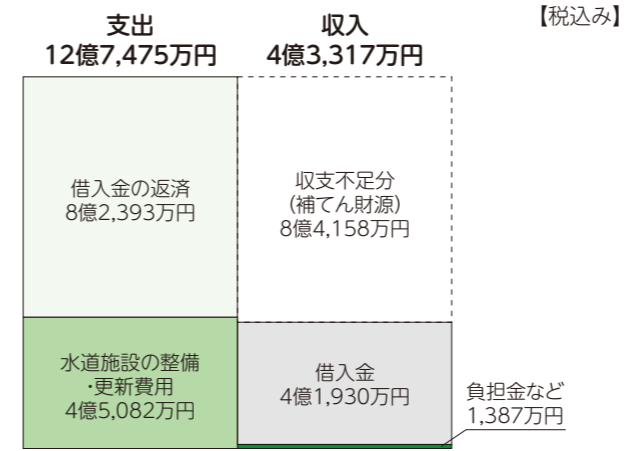 【税込み】
支出
12億7,475万円
収入
4億3,317万円
借入金の返済
8億2,393万円
収支不足分
(補てん財源)
8億4,158万円
水道施設の整備
・更新費用
4億5,082万円
借入金
4億1,930万円
負担金など
1,387万円